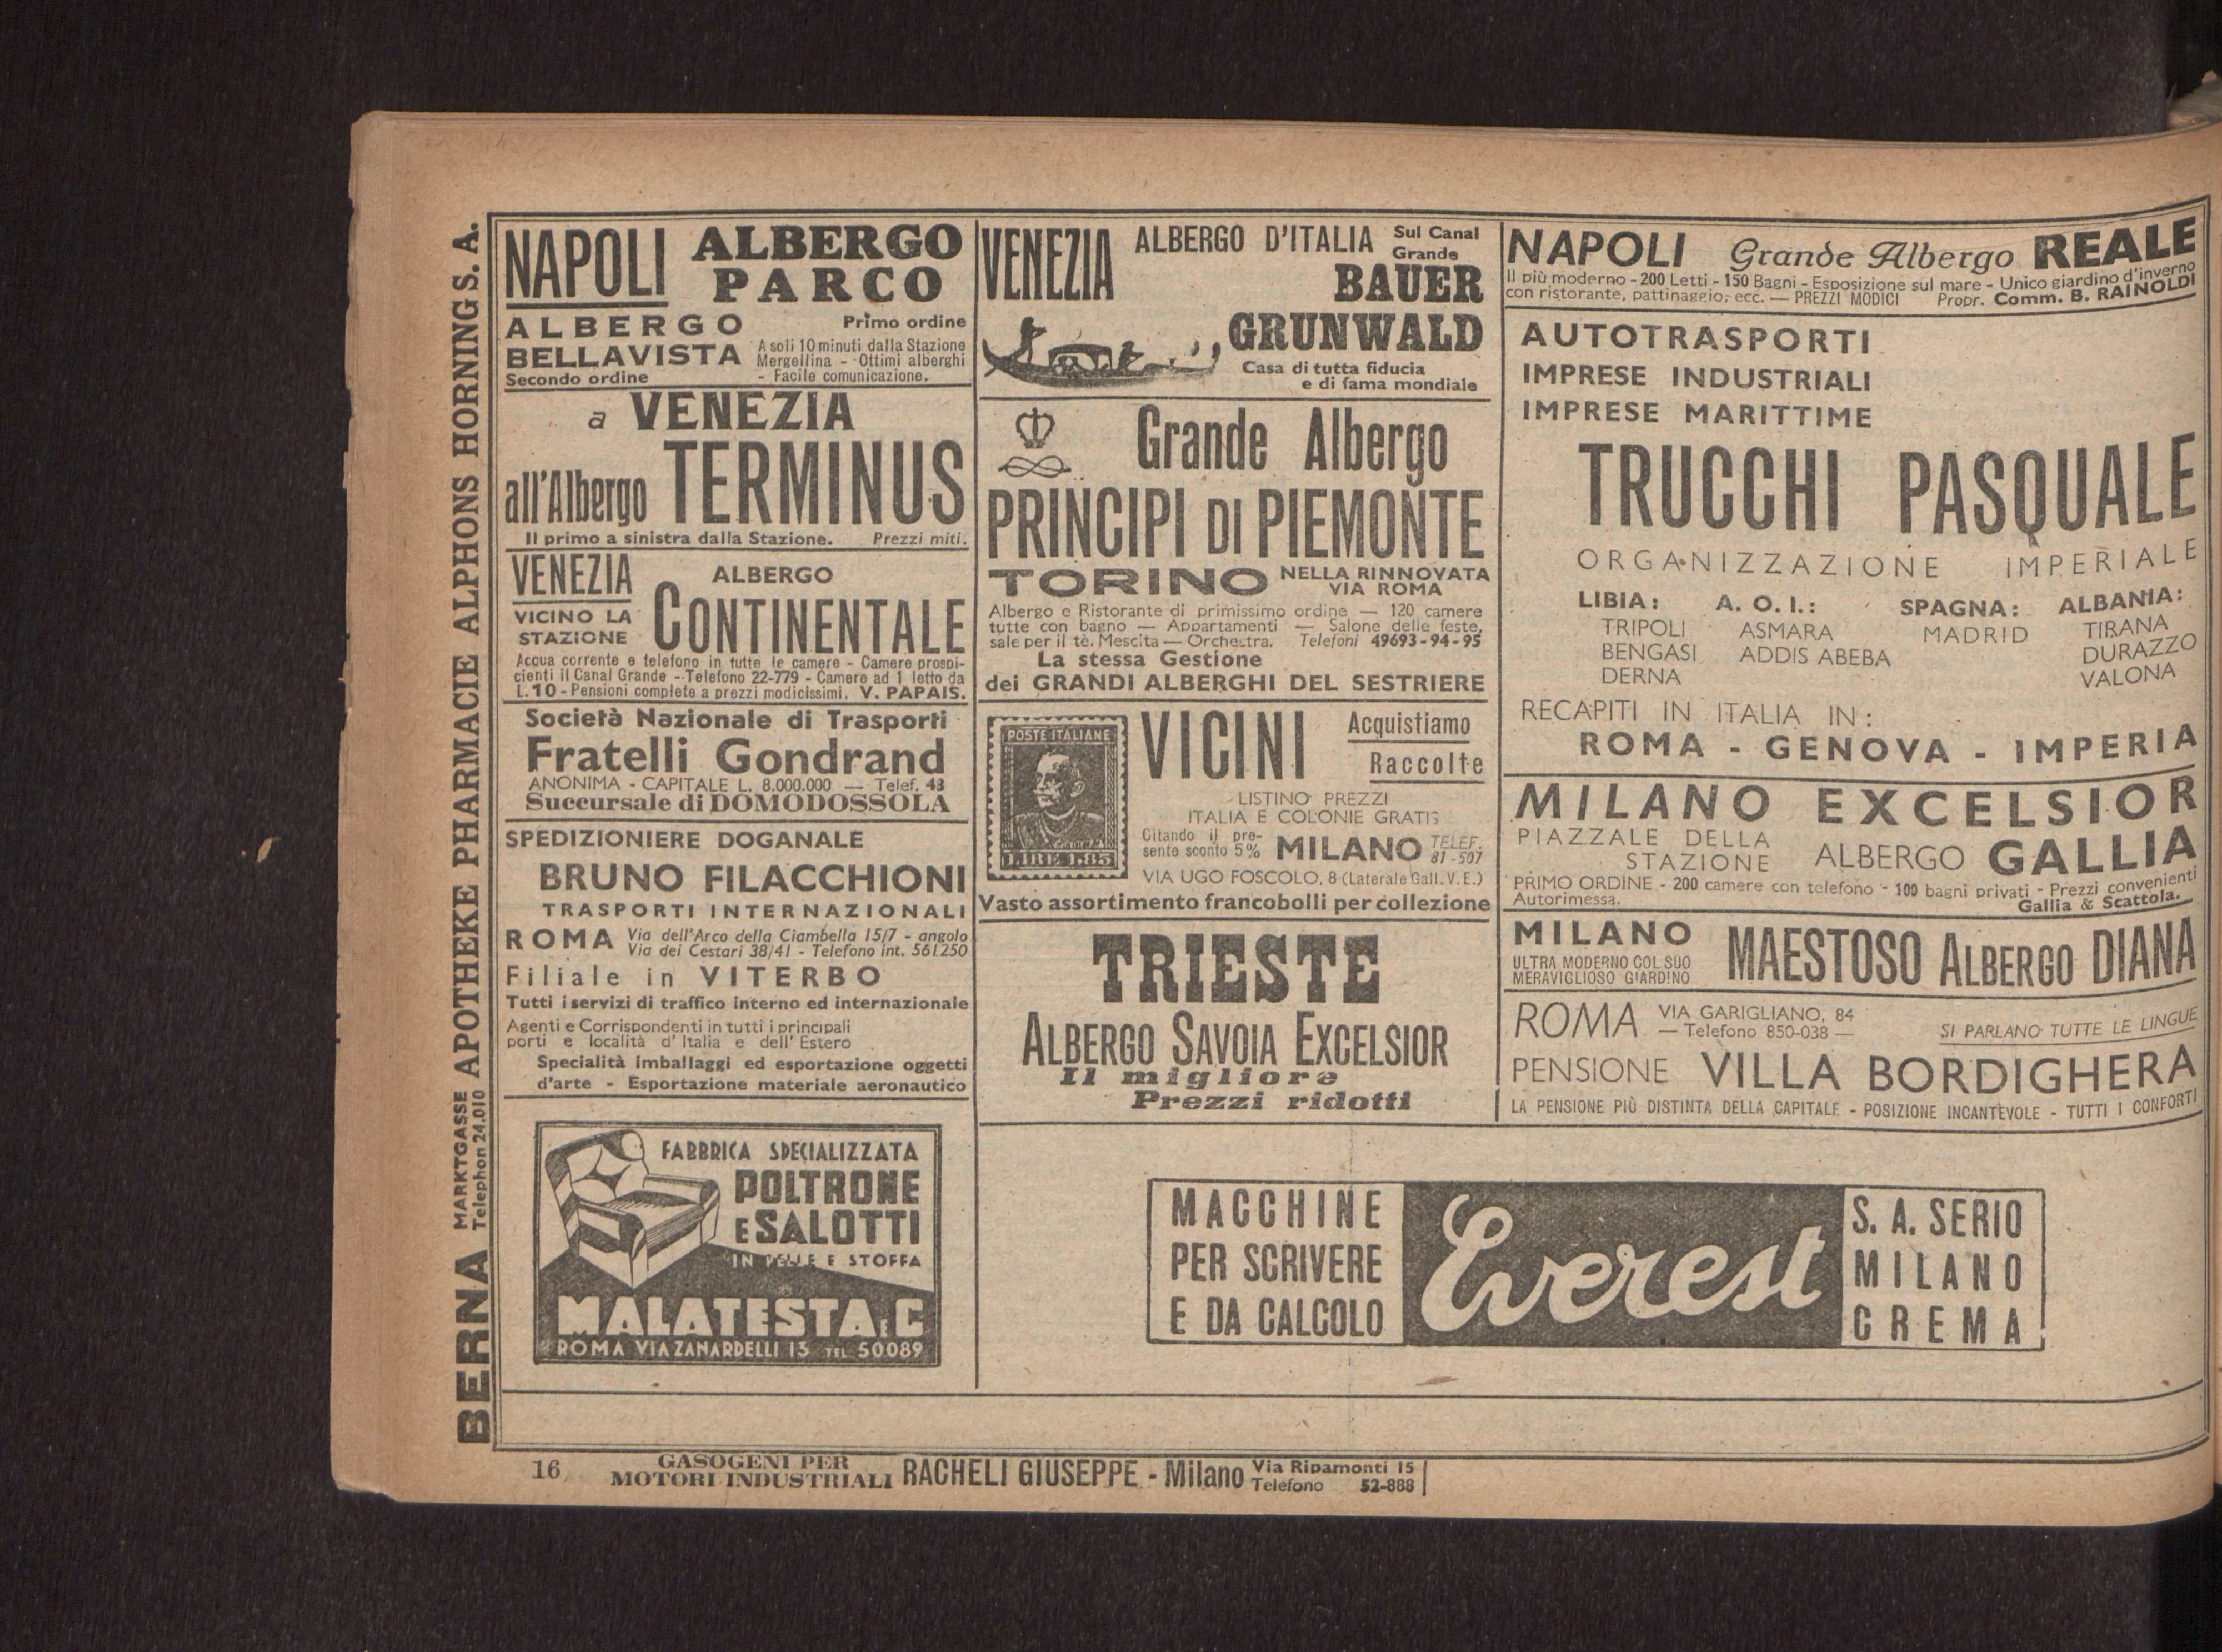 BERNA MARKTGASSE APOTHEKE PHARMACIE ALPHONS HORNING S. A.
Telephon 24.010
NAPOLI ALBERGO
PARCO
ALBERGO Primo ordine
BELLAVISTA A soli 10 minuti dalla Stazione
Mergellina - Ottimi alberghi
Secondo ordine - Facile comunicazione.
a VENEZIA
all'Albergo TERMINUS
Il primo a sinistra dalla Stazione. Prezzi miti.
VENEZIA ALBERGO
VICINO LA
STAZIONE CONTINENTALE
Acqua corrente e telefono in tutte le camere - Camere prospi-
cienti il Canal Grande - Telefono 22-779 - Camere ad 1 letto da
L. 10 - Pensioni complete a prezzi modicissimi. V. PAPAIS.
Società Nazionale di Trasporti
Fratelli Gondrand
ANONIMA - CAPITALE L. 8.000.000 — Telef. 43
Succursale di DOMODOSSOLA
SPEDIZIONIERE DOGANALE
BRUNO FILACCHIONI
TRASPORTI INTERNAZIONALI
ROMA Via dell'Arco della Ciambella 15/7 - angolo
Via dei Cestari 38/41 - Telefono int. 561.250
Filiale in VITERBO
Tutti i servizi di traffico interno ed internazionale
Agenti e Corrispondenti in tutti i principali
porti e località d'Italia e dell'Estero
Specialità imballaggi ed esportazione oggetti
d'arte - Esportazione materiale aeronautico
FABBRICA SPECIALIZZATA
POLTRONE
E SALOTTI
IN PELLE E STOFFA
MALATESTA E C
ROMA VIA ZANARDELLI 13 TEL 50089
VENEZIA ALBERGO D'ITALIA Sul Canal
Grande
BAUER
GRUNWALD
Casa di tutta fiducia
e di fama mondiale
Grande Albergo
PRINCIPI DI PIEMONTE
TORINO NELLA RINNOVATA
VIA ROMA
Albergo e Ristorante di primissimo ordine — 120 camere
tutte con bagno — Appartamenti — Salone delle feste,
sale per il tè. Mescita — Orchestra. Telefoni 49693-94-95
La stessa Gestione
dei GRANDI ALBERGHI DEL SESTRIERE
POSTE ITALIANE
LIRE 1.85
VICINI Acquistiamo
Raccolte
LISTINO PREZZI
ITALIA E COLONIE GRATIS
Citando il pre-
sente sconto 5% MILANO TELEF.
81-507
VIA UGO FOSCOLO, 8 (Laterale Gall. V. E.)
Vasto assortimento francobolli per collezione
TRIESTE
ALBERGO SAVOIA EXCELSIOR
Il migliore
Prezzi ridotti
NAPOLI Grande Albergo REALE
Il più moderno - 200 Letti - 150 Bagni - Esposizione sul mare - Unico giardino d'inverno
con ristorante, pattinaggio, ecc. — PREZZI MODICI Propr. Comm. B. RAINOLDI
AUTOTRASPORTI
IMPRESE INDUSTRIALI
IMPRESE MARITTIME
TRUCCHI PASQUALE
ORGANIZZAZIONE IMPERIALE
LIBIA: A. O. I.: SPAGNA: ALBANIA:
TRIPOLI ASMARA MADRID TIRANA
BENGASI ADDIS ABEBA DURAZZO
DERNA VALONA
RECAPITI IN ITALIA IN:
ROMA - GENOVA - IMPERIA
MILANO EXCELSIOR
PIAZZALE DELLA
STAZIONE ALBERGO GALLIA
PRIMO ORDINE - 200 camere con telefono - 100 bagni privati - Prezzi convenienti
Autorimessa. Gallia & Scattola.
MILANO
ULTRA MODERNO COL SUO
MERAVIGLIOSO GIARDINO MAESTOSO ALBERGO DIANA
ROMA VIA GARIGLIANO, 84
— Telefono 850-038 — SI PARLANO TUTTE LE LINGUE
PENSIONE VILLA BORDIGHERA
LA PENSIONE PIÙ DISTINTA DELLA CAPITALE - POSIZIONE INCANTEVOLE - TUTTI I CONFORTI
MACCHINE
PER SCRIVERE
E DA CALCOLO
Everest
S. A. SERIO
MILANO
CREMA
16 GASOGENI PER
MOTORI INDUSTRIALI RACHELI GIUSEPPE - Milano Via Ripamonti 15
Telefono 52-888